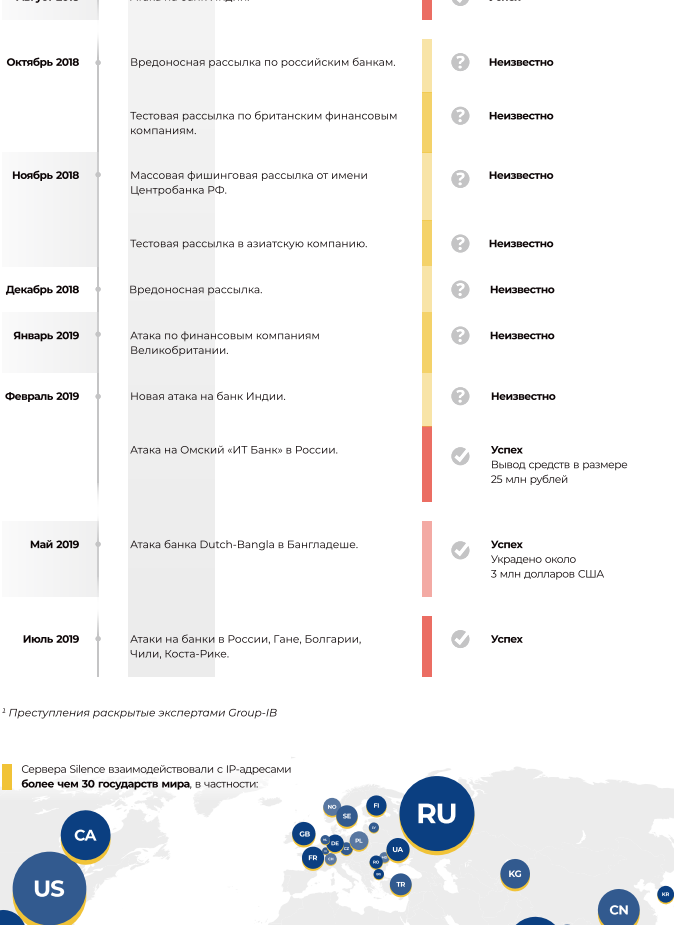 Октябрь 2018
Вредоносная рассылка по российским банкам.
Неизвестно
Тестовая рассылка по британским финансовым
компаниям.
Неизвестно
Ноябрь 2018
Массовая фишинговая рассылка от имени
Центробанка РФ.
Неизвестно
Тестовая рассылка в азиатскую компанию.
Неизвестно
Декабрь 2018
Вредоносная рассылка.
Неизвестно
Январь 2019
Атака по финансовым компаниям
Великобритании.
Неизвестно
Февраль 2019
Новая атака на банк Индии.
Неизвестно
Атака на Омский «ИТ Банк» в России.
Успех
Вывод средств в размере
25 млн рублей
Май 2019
Атака банка Dutch-Bangla в Бангладеше.
Успех
Украдено около
3 млн долларов США
Июль 2019
Атаки на банки в России, Гане, Болгарии,
Чили, Коста-Рике.
Успех
¹ Преступления раскрытые экспертами Group-IB
Сервера Silence взаимодействовали с IP-адресами
более чем 30 государств мира, в частности:
NO
SE
FI
RU
CA
GB
DE
CZ
PL
UA
FR
RO
TR
US
KG
KR
CN